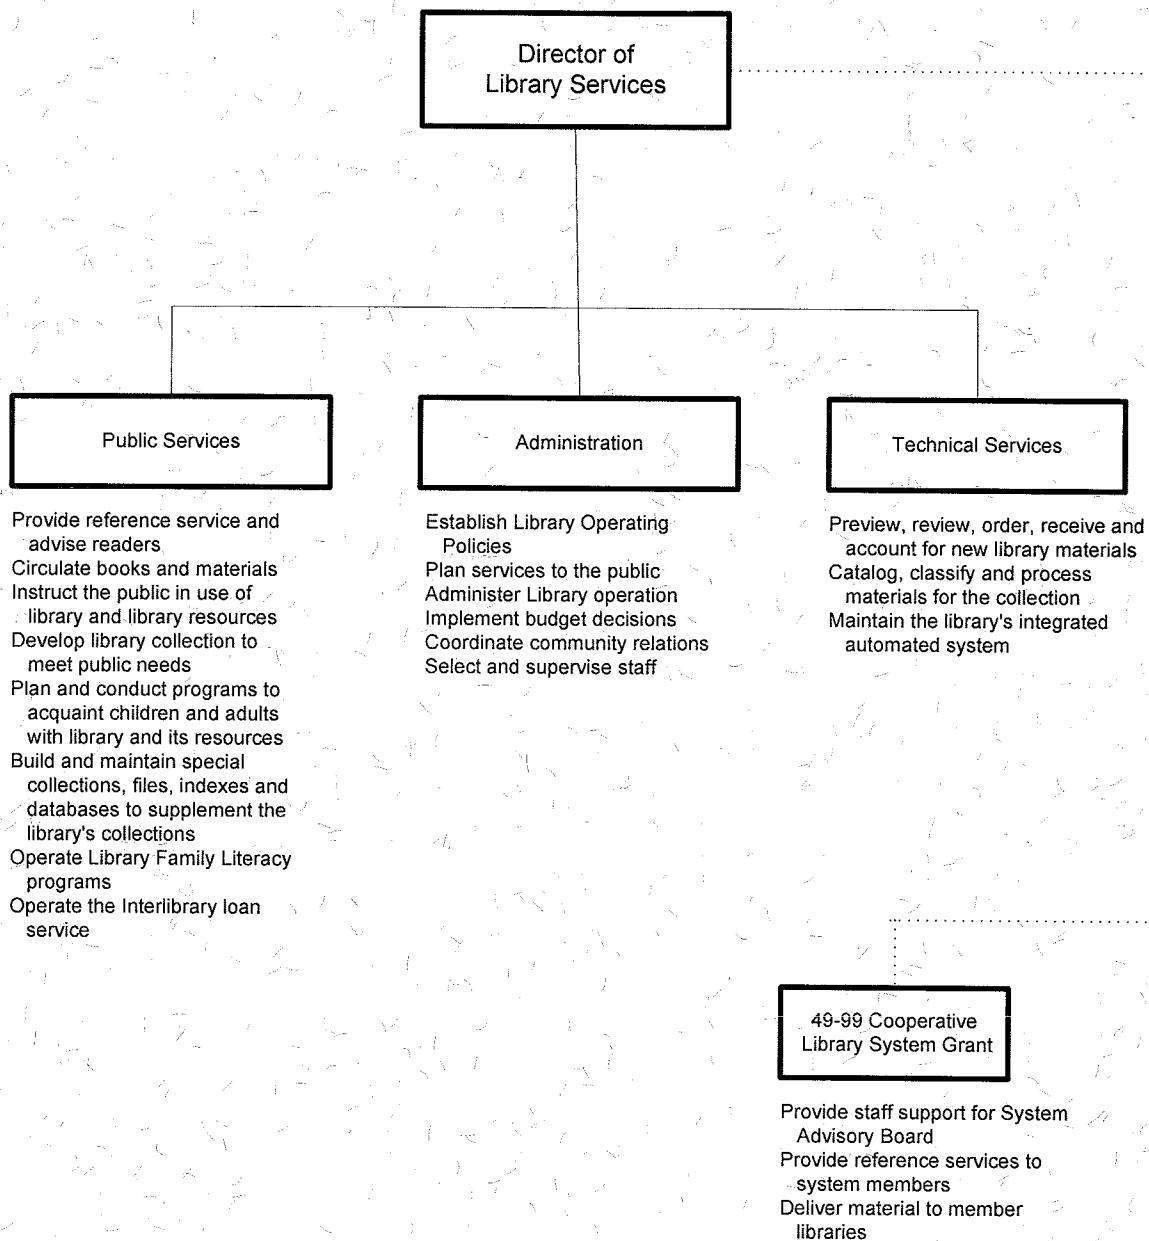 Director of
Library Services
Public Services
Provide reference service and
advise readers
Circulate books and materials
Instruct the public in use of
library and library resources
Develop library collection to
meet public needs
Plan and conduct programs to
acquaint children and adults
with library and its resources
Build and maintain special
collections, files, indexes and
databases to supplement the
library's collections
Operate Library Family Literacy
programs
Operate the Interlibrary loan
service
Administration
Establish Library Operating
Policies
Plan services to the public
Administer Library operation
Implement budget decisions
Coordinate community relations
Select and supervise staff
Technical Services
Preview, review, order, receive and
account for new library materials
Catalog, classify and process
materials for the collection
Maintain the library's integrated
automated system
49-99 Cooperative
Library System Grant
Provide staff support for System
Advisory Board
Provide reference services to
system members
Deliver material to member
libraries